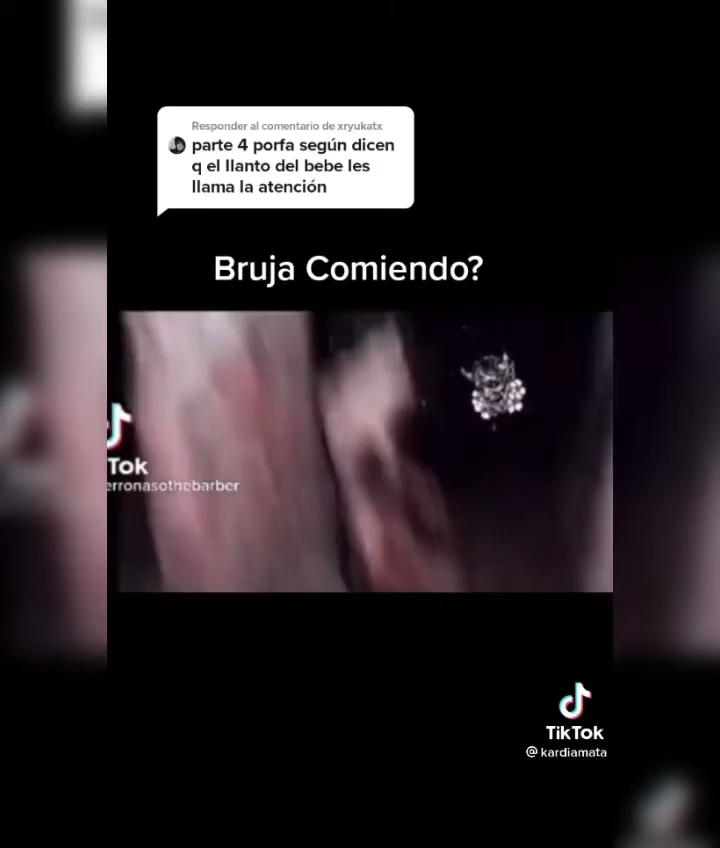 Responder al comentario de xryukatx
parte 4 porfa según dicen
q el llanto del bebe les
llama la atención
Bruja Comiendo?
Tok
erronasothebarber
TikTok
@ kardiamata